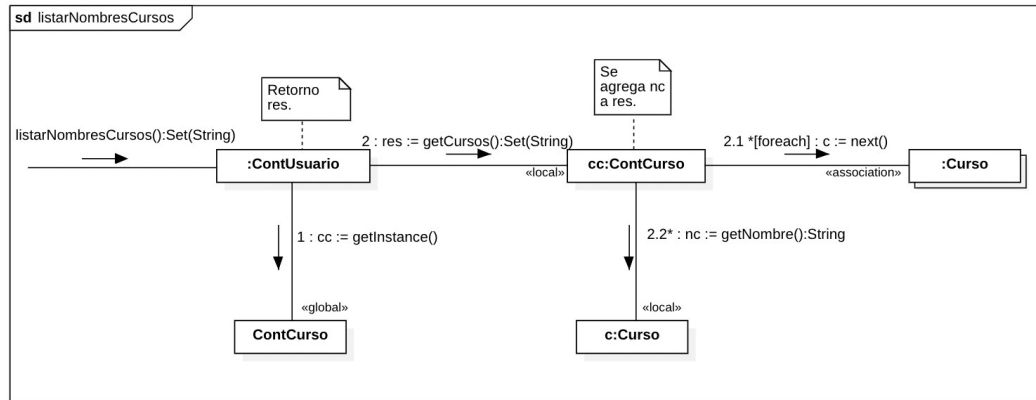 sd listarNombresCursos
Retorno
res.
Se
agrega nc
a res.
listarNombresCursos():Set(String)
2 : res := getCursos():Set(String)
2.1 *[foreach] : c := next()
:ContUsuario
cc:ContCurso
:Curso
«local»
«association»
1 : cc := getInstance()
2.2* : nc := getNombre():String
«global»
«local»
ContCurso
c:Curso